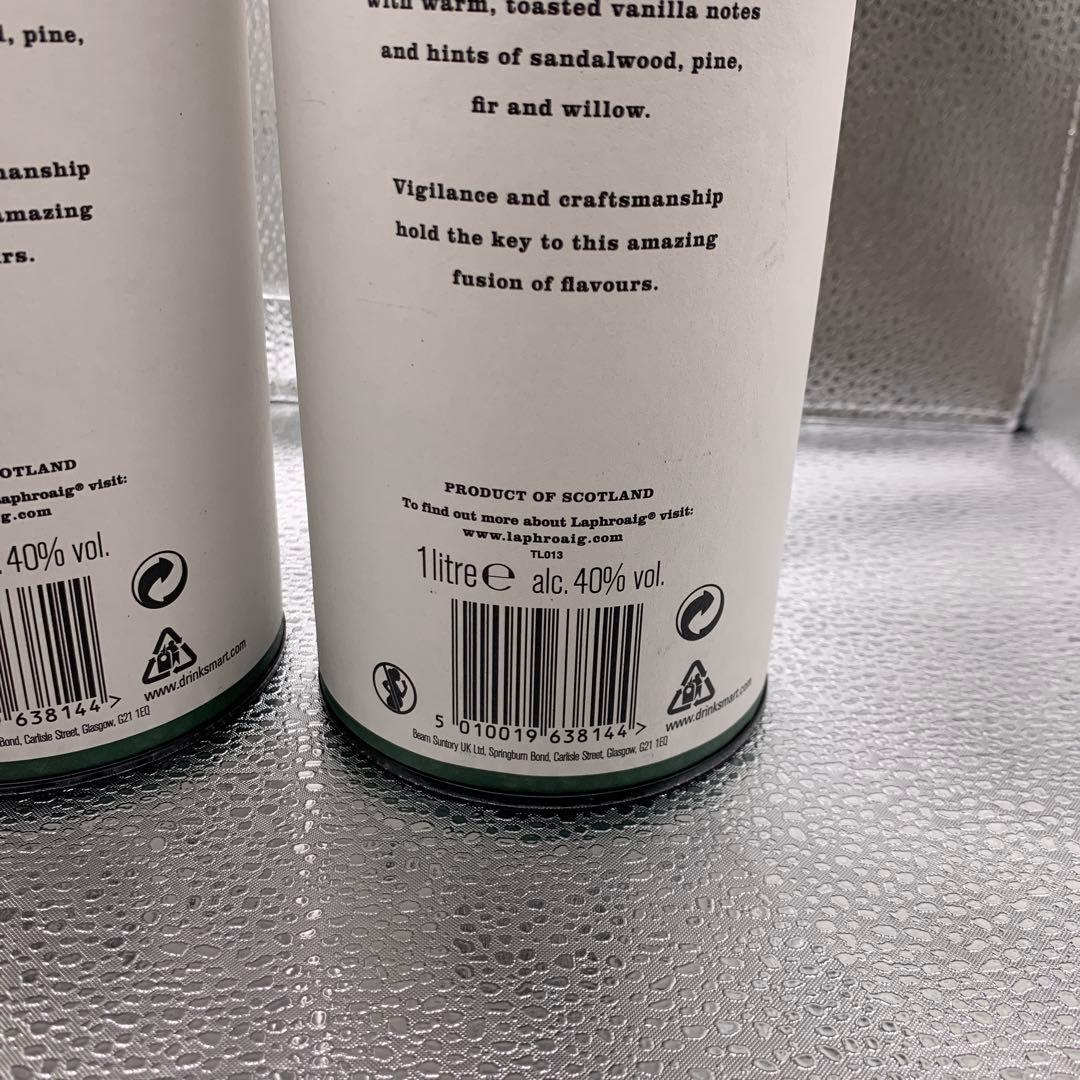 l, pine,
manship
amazing
rs.
OTLAND
Laphroaig® visit:
g.com
. 40% vol.
638144>
www.drinksmart.com
Bond, Carlisle Street, Glasgow, G21 1EQ
with warm, toasted vanilla notes
and hints of sandalwood, pine,
fir and willow.
Vigilance and craftsmanship
hold the key to this amazing
fusion of flavours.
PRODUCT OF SCOTLAND
To find out more about Laphroaig® visit:
www.laphroaig.com
TL013
1 litre ℮ alc. 40% vol.
5 010019 638144 >
www.drinksmart.com
Beam Suntory UK Ltd, Springburn Bond, Carlisle Street, Glasgow, G21 1EQ